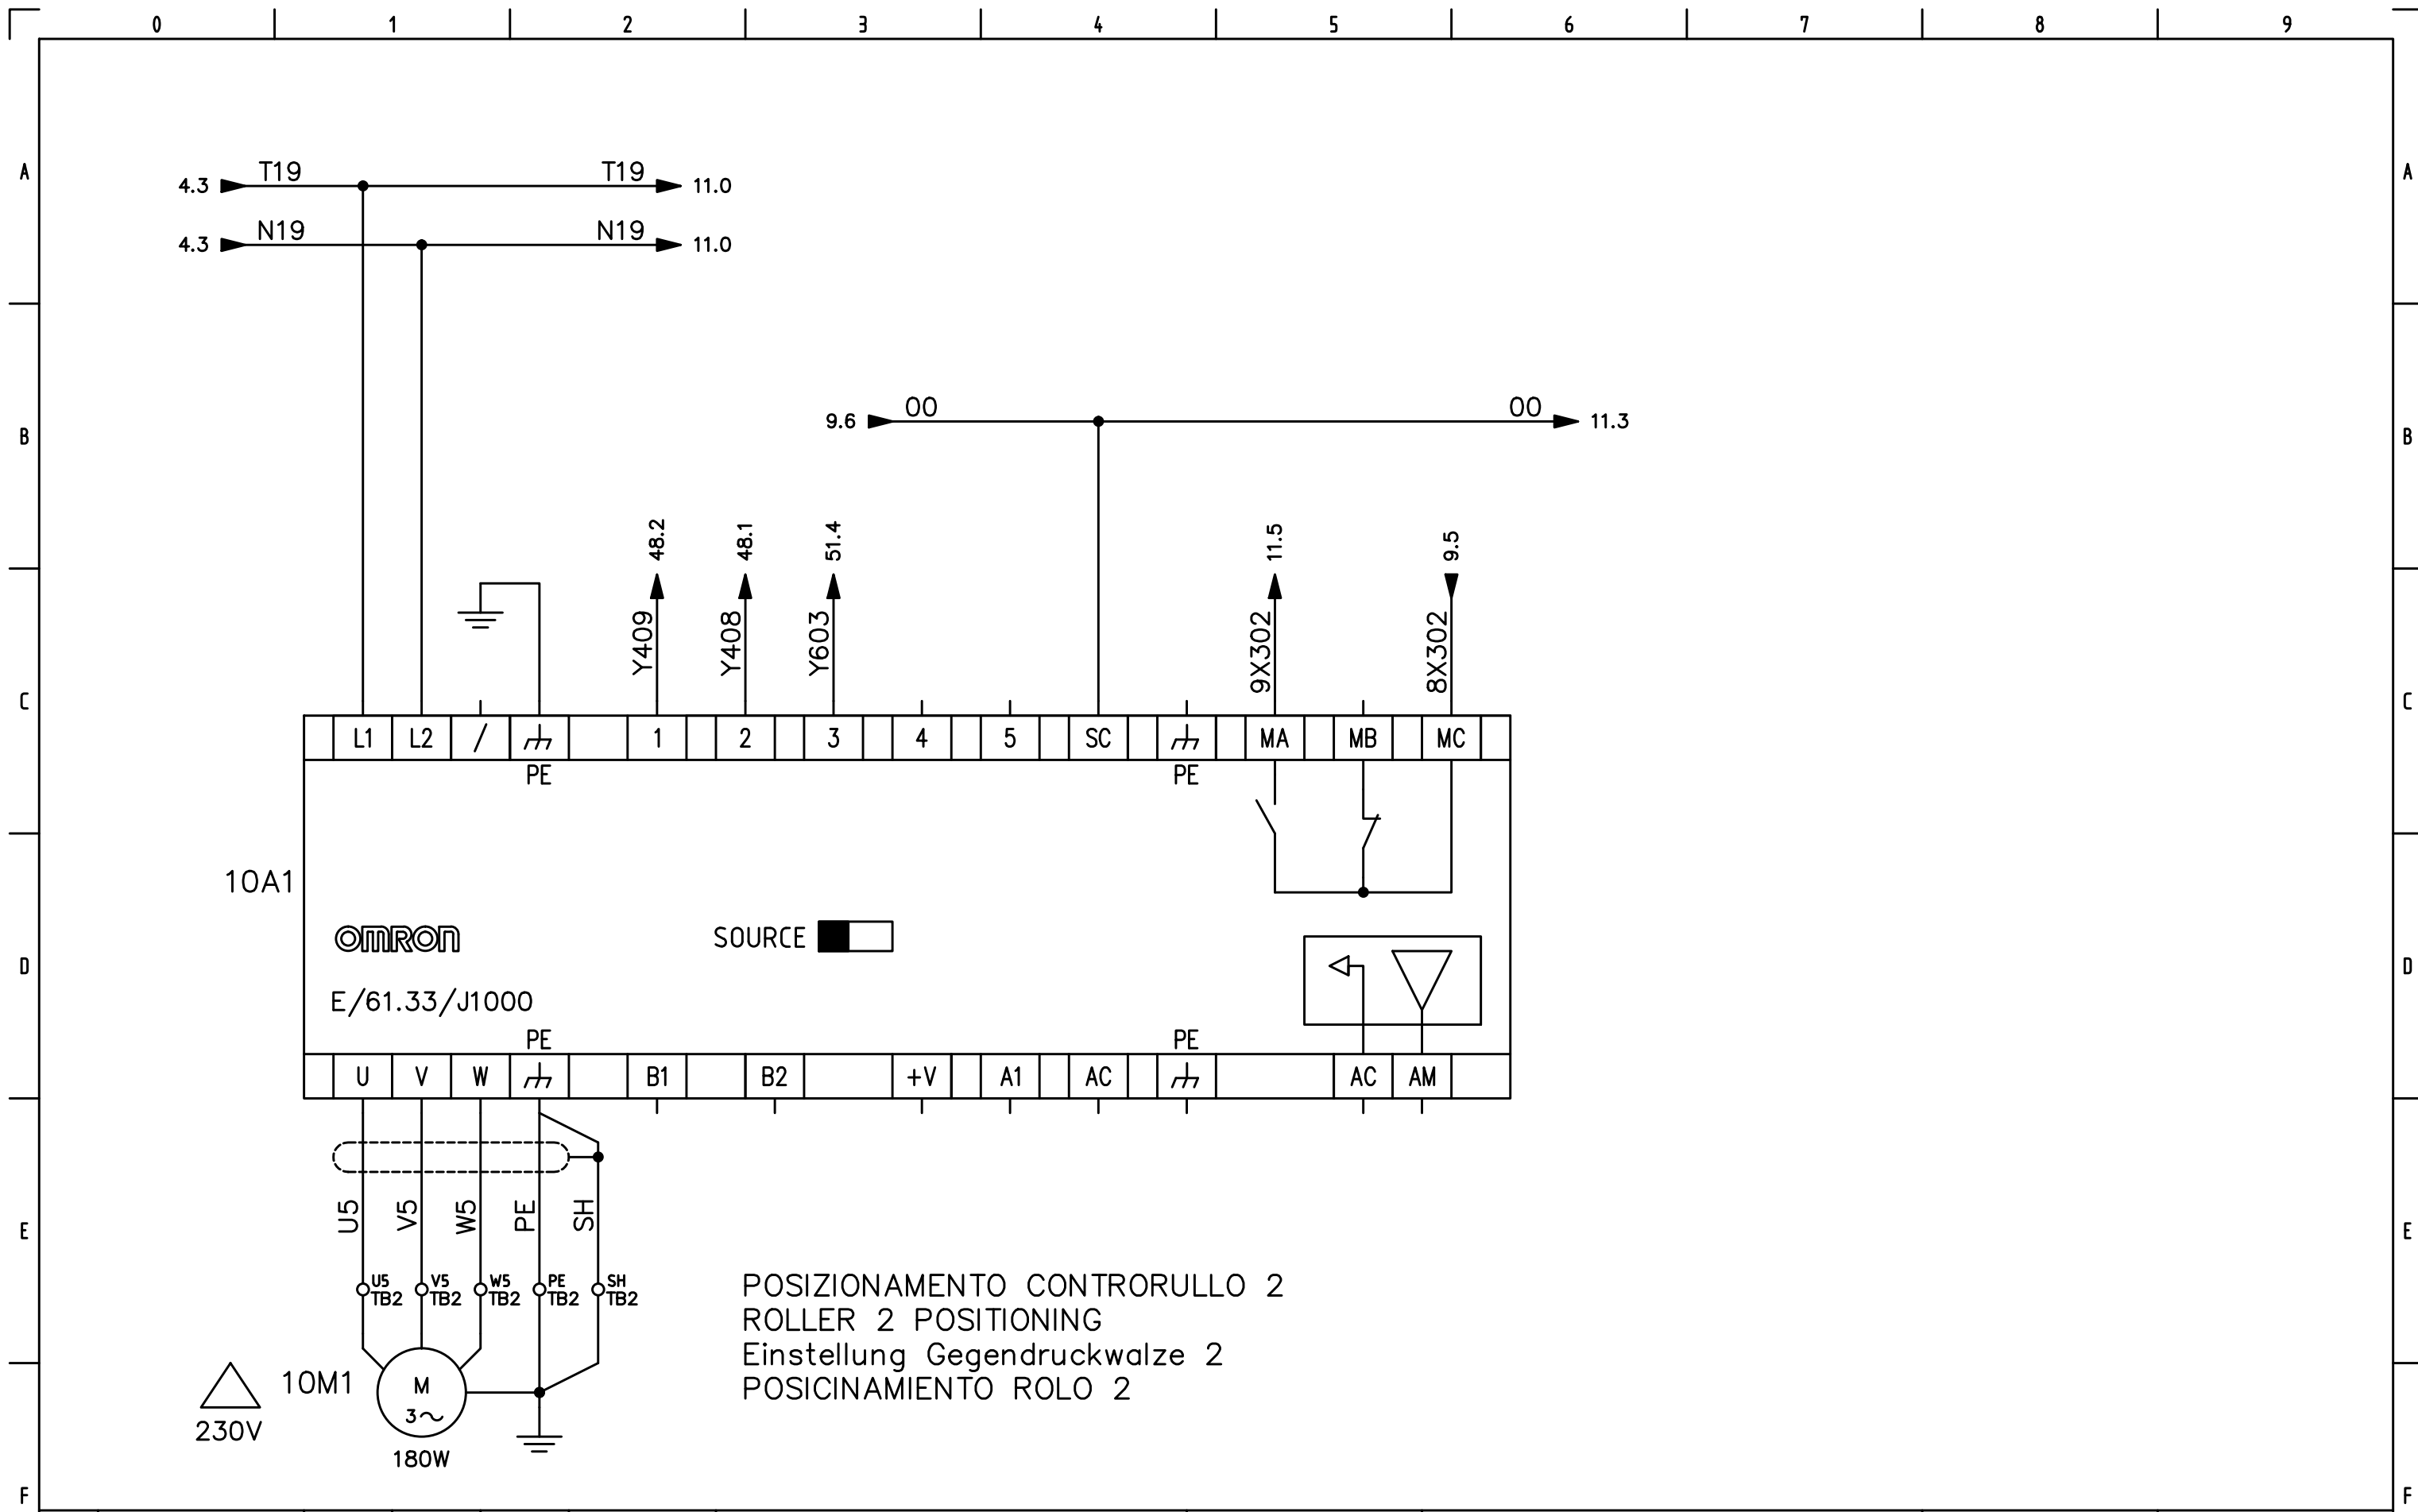 0 1 2 3 4 5 6 7 8 9
A A
4.3 T19 T19 11.0
4.3 N19 N19 11.0
B B
9.6 00 00 11.3
48.2 48.1 51.4 11.5 9.5
Y409 Y408 Y603 9X302 8X302
C C
L1 L2 / 1 2 3 4 5 SC MA MB MC
PE PE
10A1
OMRON SOURCE
D D
E/61.33/J1000
PE PE
U V W B1 B2 +V A1 AC AC AM
U5 V5 W5 PE SH
E E
U5 V5 W5 PE SH
TB2 TB2 TB2 TB2 TB2
POSIZIONAMENTO CONTRORULLO 2
ROLLER 2 POSITIONING
Einstellung Gegendruckwalze 2
POSICINAMIENTO ROLO 2
10M1 M
3~
230V
180W
F F